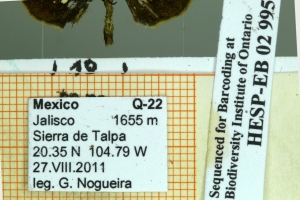 Mexico Q-22
Jalisco 1655 m
Sierra de Talpa
20.35 N 104.79 W
27.VIII.2011
leg. G. Nogueira
Sequenced for Barcoding at
Biodiversity Institute of Ontario
HESP-EB 02 995